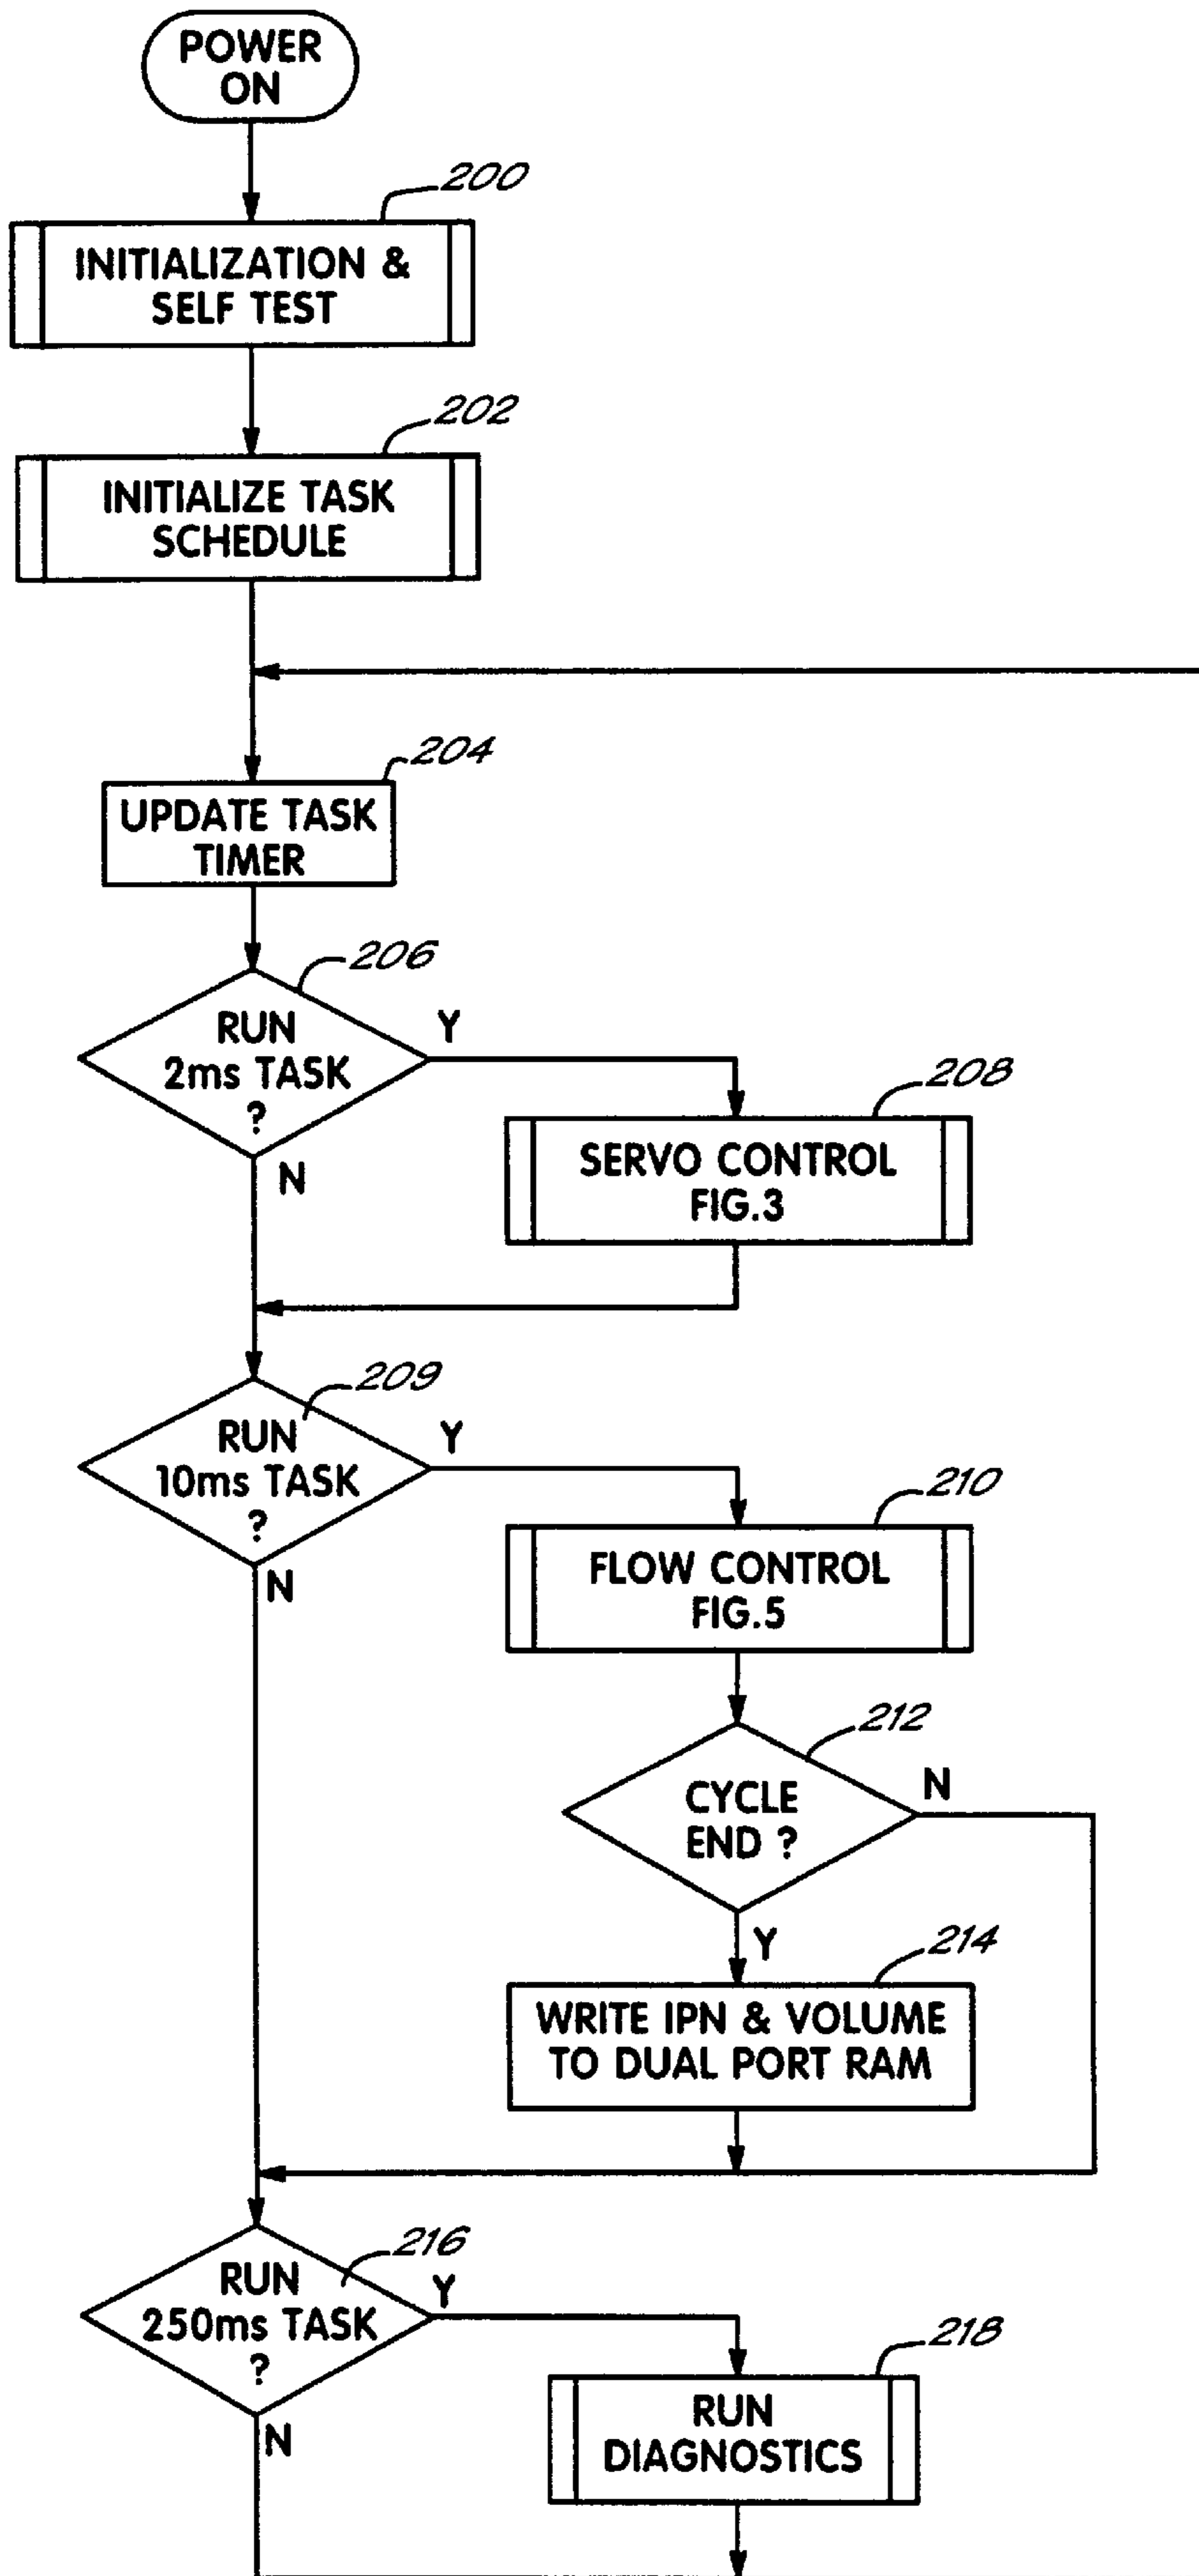 POWER
ON
200
INITIALIZATION &
SELF TEST
202
INITIALIZE TASK
SCHEDULE
204
UPDATE TASK
TIMER
206
RUN
2ms TASK
?
Y
N
208
SERVO CONTROL
FIG.3
209
RUN
10ms TASK
?
Y
N
210
FLOW CONTROL
FIG.5
212
CYCLE
END ?
N
Y
214
WRITE IPN & VOLUME
TO DUAL PORT RAM
216
RUN
250ms TASK
?
Y
N
218
RUN
DIAGNOSTICS